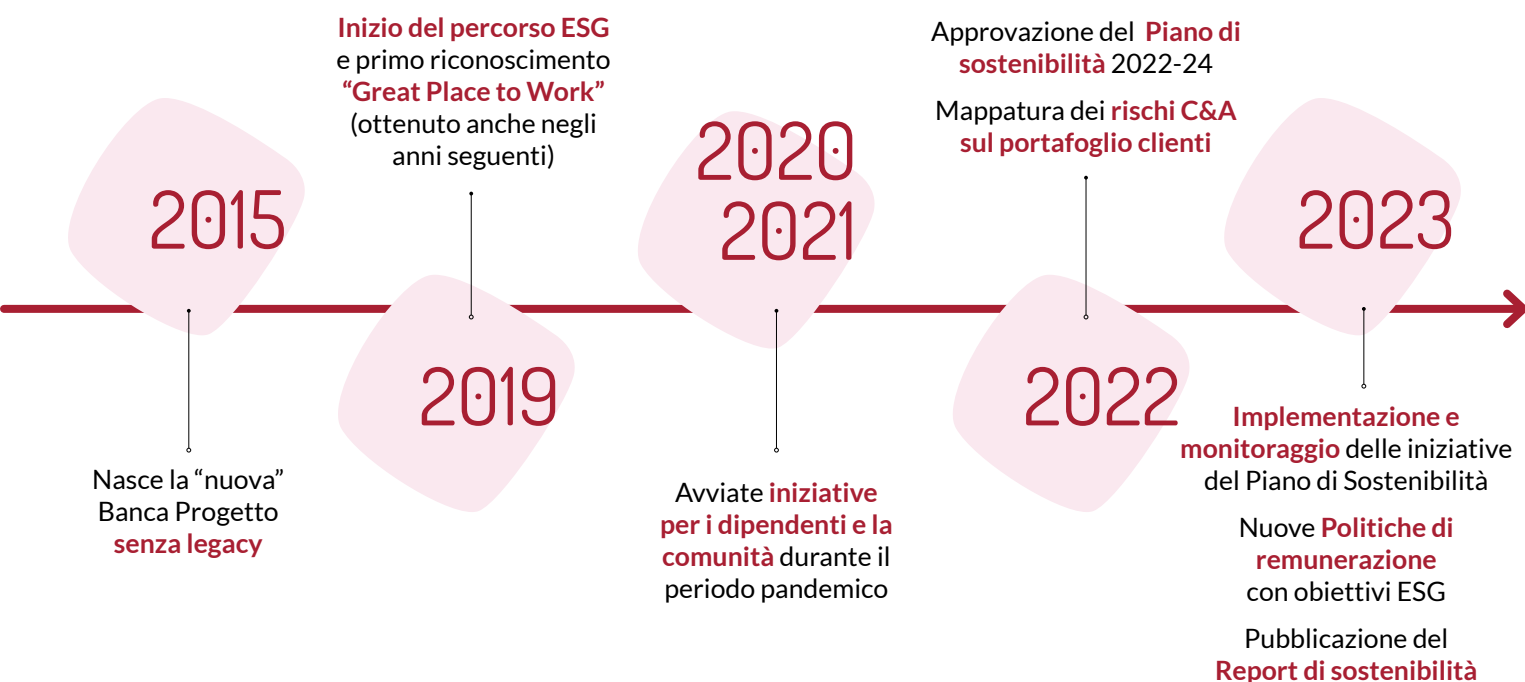 2015
Nasce la “nuova”
Banca Progetto
senza legacy
Inizio del percorso ESG
e primo riconoscimento
“Great Place to Work”
(ottenuto anche negli
anni seguenti)
2019
2020
2021
Avviate iniziative
per i dipendenti e la
comunità durante il
periodo pandemico
Approvazione del Piano di
sostenibilità 2022-24
Mappatura dei rischi C&A
sul portafoglio clienti
2022
2023
Implementazione e
monitoraggio delle iniziative
del Piano di Sostenibilità
Nuove Politiche di
remunerazione
con obiettivi ESG
Pubblicazione del
Report di sostenibilità